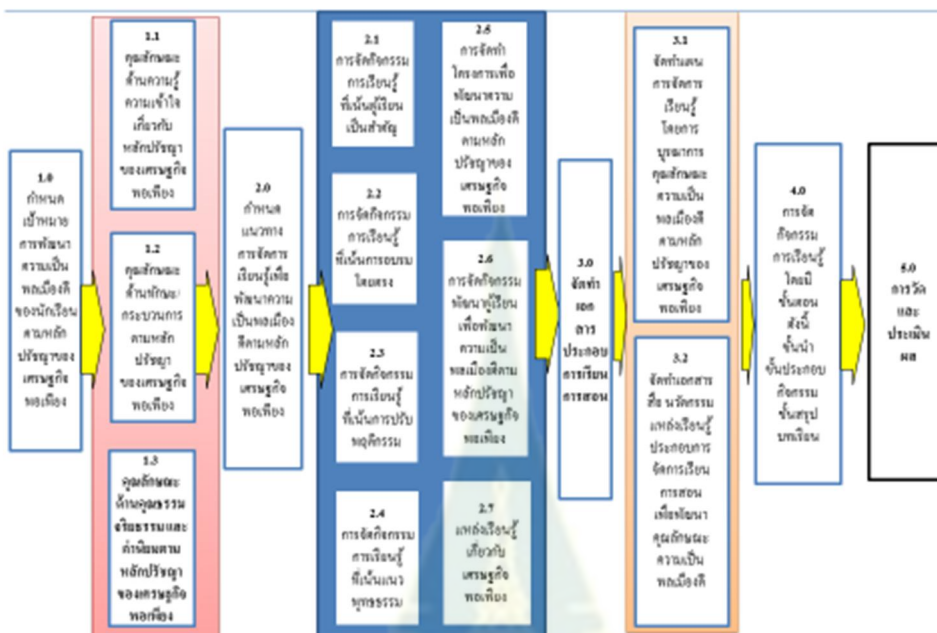 1.0
กำหนด
เป้าหมาย
การพัฒนา
ความเป็น
พลเมืองดี
ของนักเรียน
ตามหลัก
ปรัชญาของ
เศรษฐกิจ
พอเพียง
1.1
คุณลักษณะ
ด้านความรู้
ความเข้าใจ
เกี่ยวกับ
หลักปรัชญา
ของเศรษฐกิจ
พอเพียง
1.2
คุณลักษณะ
ด้านทักษะ/
กระบวนการ
ตามหลัก
ปรัชญา
ของเศรษฐกิจ
พอเพียง
1.3
คุณลักษณะ
ด้านคุณธรรม
จริยธรรมและ
ค่านิยมตาม
หลักปรัชญา
ของเศรษฐกิจ
พอเพียง
2.0
กำหนด
แนวทาง
การจัดการ
เรียนรู้เพื่อ
พัฒนาความ
เป็นพลเมือง
ดีตามหลัก
ปรัชญาของ
เศรษฐกิจ
พอเพียง
2.1
การจัดกิจกรรม
การเรียนรู้
ที่เน้นผู้เรียน
เป็นสำคัญ
2.2
การจัดกิจกรรม
การเรียนรู้
ที่เน้นการอบรม
โดยตรง
2.3
การจัดกิจกรรม
การเรียนรู้
ที่เน้นการปรับ
พฤติกรรม
2.4
การจัดกิจกรรม
การเรียนรู้
ที่เน้นแนว
พุทธธรรม
2.5
การจัดทำ
โครงการเพื่อ
พัฒนาความ
เป็นพลเมืองดี
ตามหลัก
ปรัชญาของ
เศรษฐกิจ
พอเพียง
2.6
การจัดกิจกรรม
พัฒนาผู้เรียน
เพื่อพัฒนา
ความเป็น
พลเมืองดีตาม
หลักปรัชญา
ของเศรษฐกิจ
พอเพียง
2.7
แหล่งเรียนรู้
เกี่ยวกับ
เศรษฐกิจ
พอเพียง
3.0
จัดทำ
เอก
สาร
ประกอบ
การเรียน
การสอน
3.1
จัดทำแผน
การจัดการ
เรียนรู้
โดยการ
บูรณาการ
คุณลักษณะ
ความเป็น
พลเมืองดี
ตามหลัก
ปรัชญาของ
เศรษฐกิจ
พอเพียง
3.2
จัดทำเอกสาร
สื่อ นวัตกรรม
แหล่งเรียนรู้
ประกอบการ
จัดการเรียน
การสอน
เพื่อพัฒนา
คุณลักษณะ
ความเป็น
พลเมืองดี
4.0
การจัด
กิจกรรม
การเรียนรู้
โดยมี
ขั้นตอน
ดังนี้
ขั้นนำ
ขั้นประกอบ
กิจกรรม
ขั้นสรุป
บทเรียน
5.0
การวัด
และ
ประเมิน
ผล